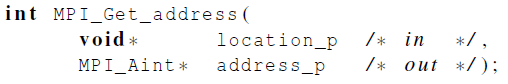 int MPI_Get_address(
void* location_p /* in */,
MPI_Aint* address_p /* out */);